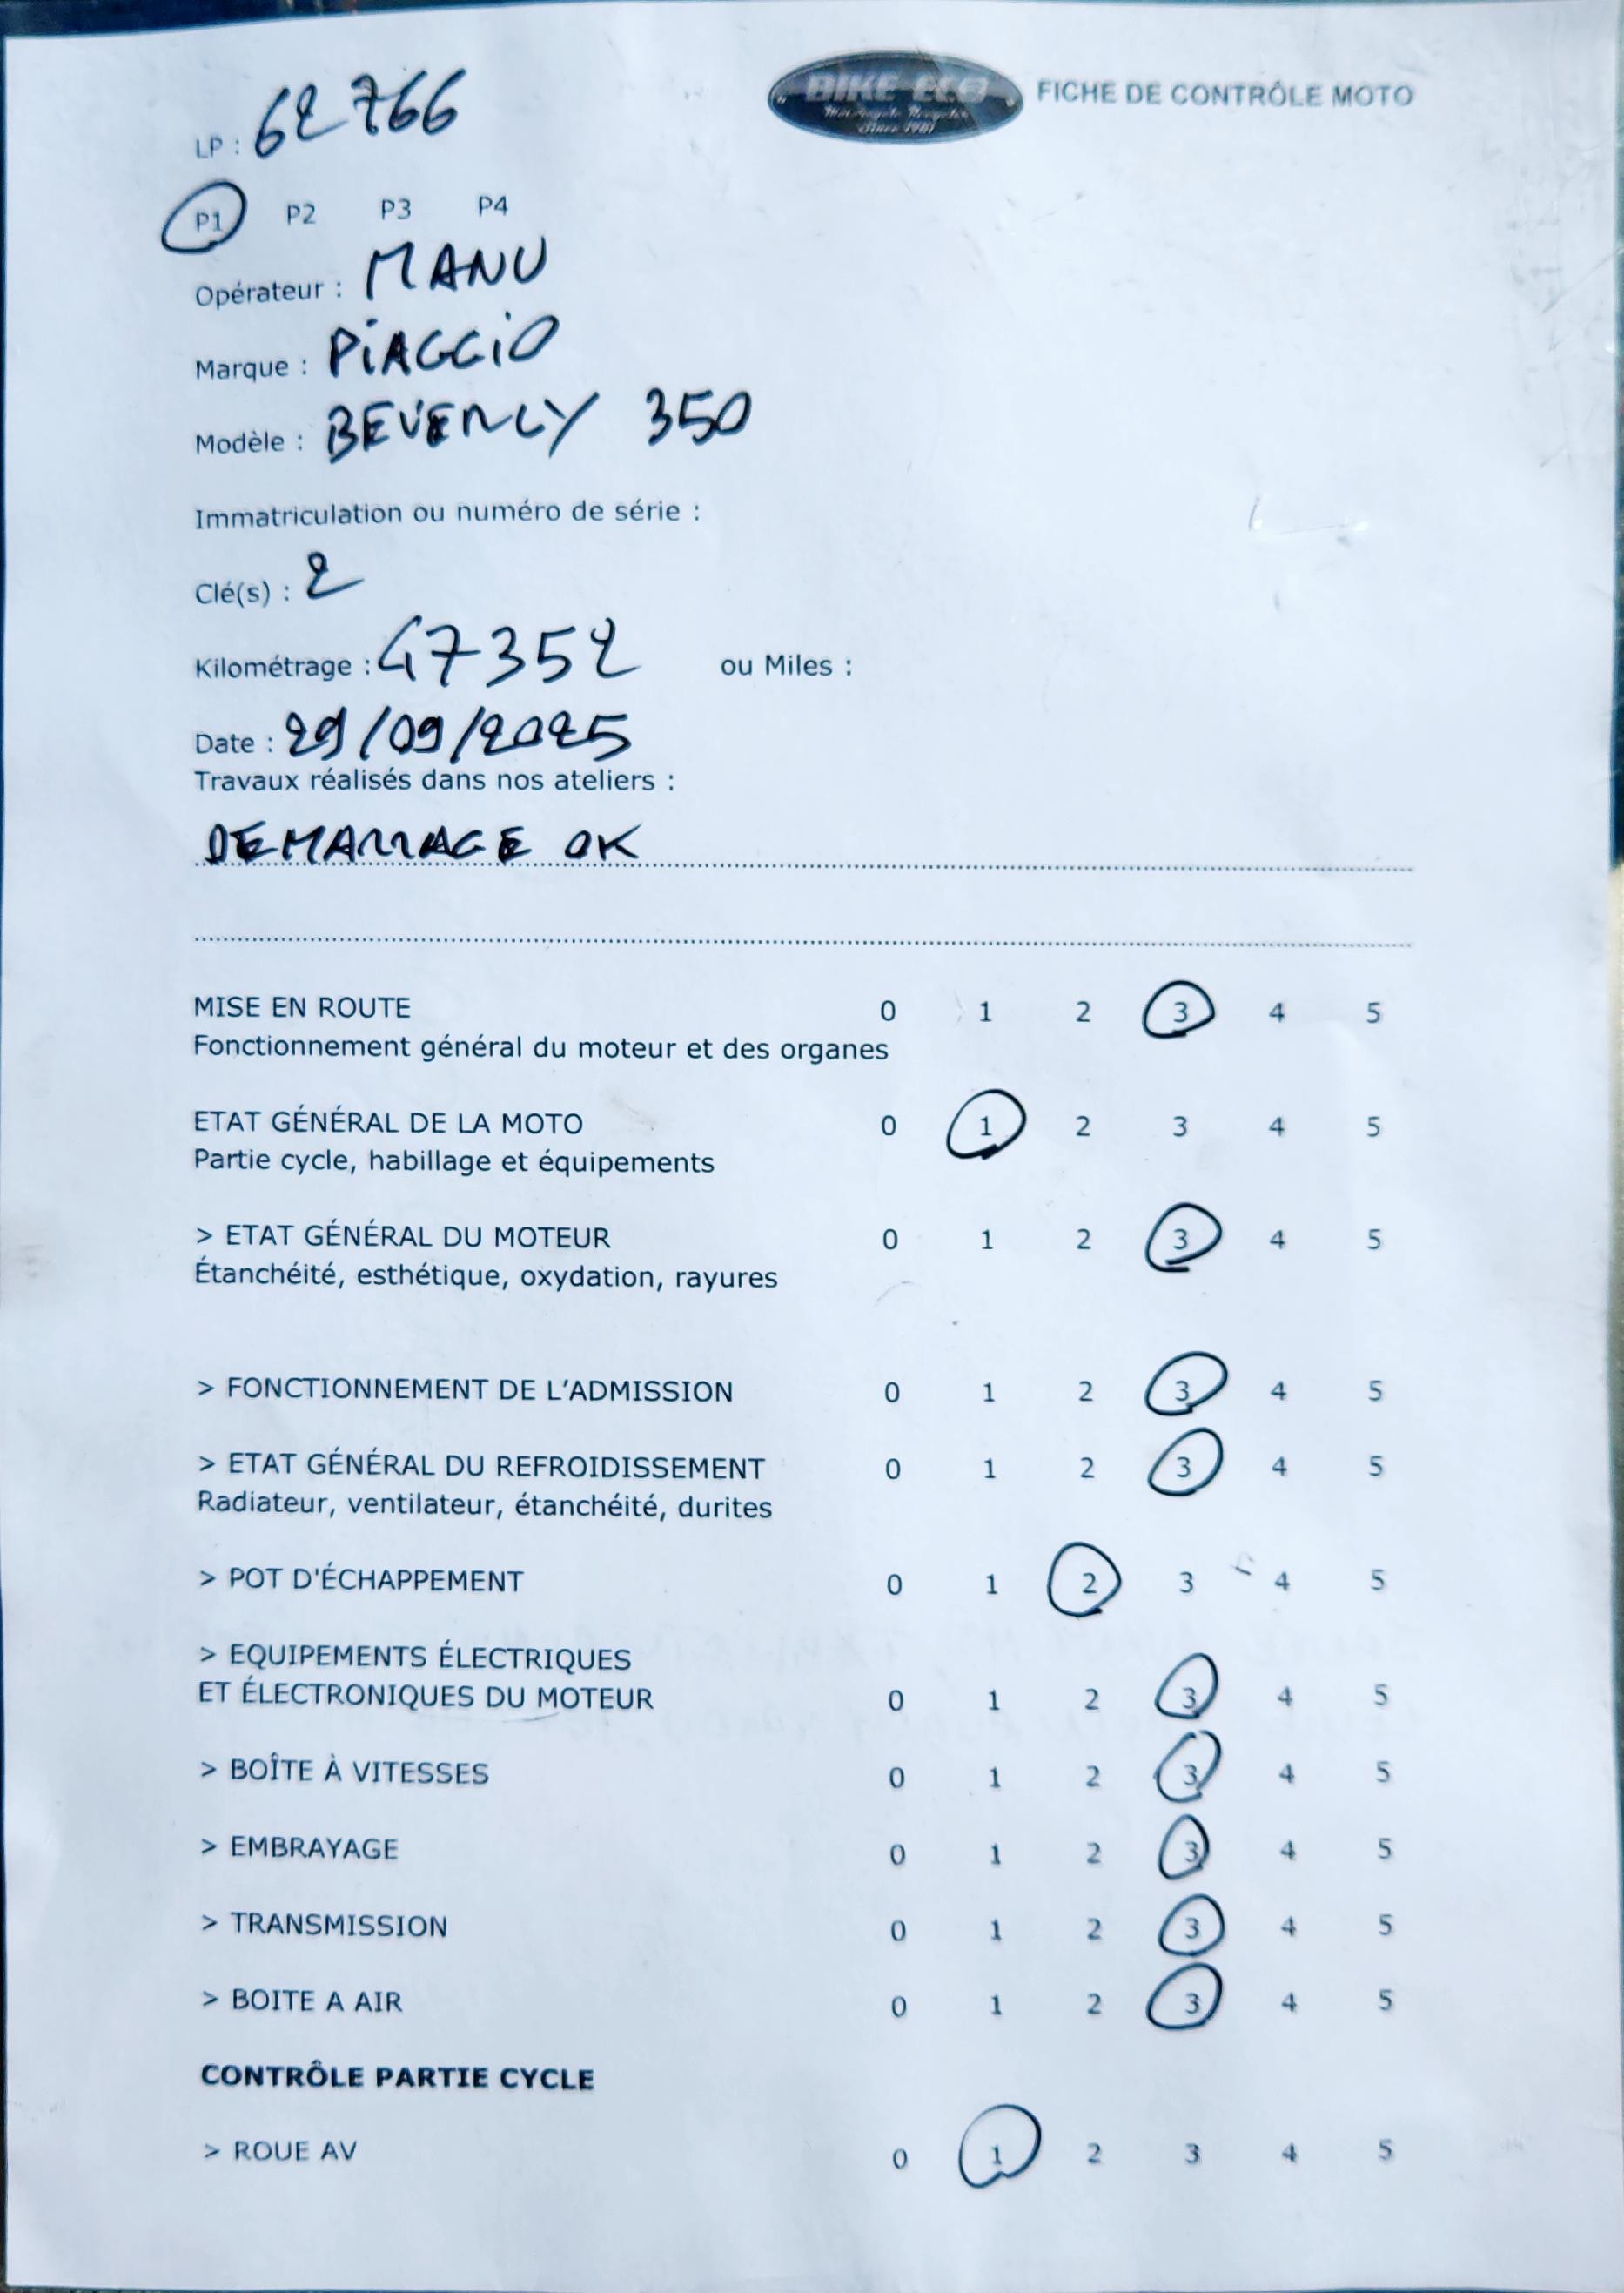 BIKE ECO
Since 1981
FICHE DE CONTRÔLE MOTO
LP : 62766
P1 P2 P3 P4
Opérateur : MANU
Marque : PiAGGiO
Modèle : BEVERLY 350
Immatriculation ou numéro de série :
Clé(s) : 2
Kilométrage : 47352 ou Miles :
Date : 29/09/2025
Travaux réalisés dans nos ateliers :
DEMARRAGE OK
MISE EN ROUTE 0 1 2 3 4 5
Fonctionnement général du moteur et des organes
ETAT GÉNÉRAL DE LA MOTO 0 1 2 3 4 5
Partie cycle, habillage et équipements
> ETAT GÉNÉRAL DU MOTEUR 0 1 2 3 4 5
Étanchéité, esthétique, oxydation, rayures
> FONCTIONNEMENT DE L'ADMISSION 0 1 2 3 4 5
> ETAT GÉNÉRAL DU REFROIDISSEMENT 0 1 2 3 4 5
Radiateur, ventilateur, étanchéité, durites
> POT D'ÉCHAPPEMENT 0 1 2 3 4 5
> EQUIPEMENTS ÉLECTRIQUES
ET ÉLECTRONIQUES DU MOTEUR 0 1 2 3 4 5
> BOÎTE À VITESSES 0 1 2 3 4 5
> EMBRAYAGE 0 1 2 3 4 5
> TRANSMISSION 0 1 2 3 4 5
> BOITE A AIR 0 1 2 3 4 5
CONTRÔLE PARTIE CYCLE
> ROUE AV 0 1 2 3 4 5